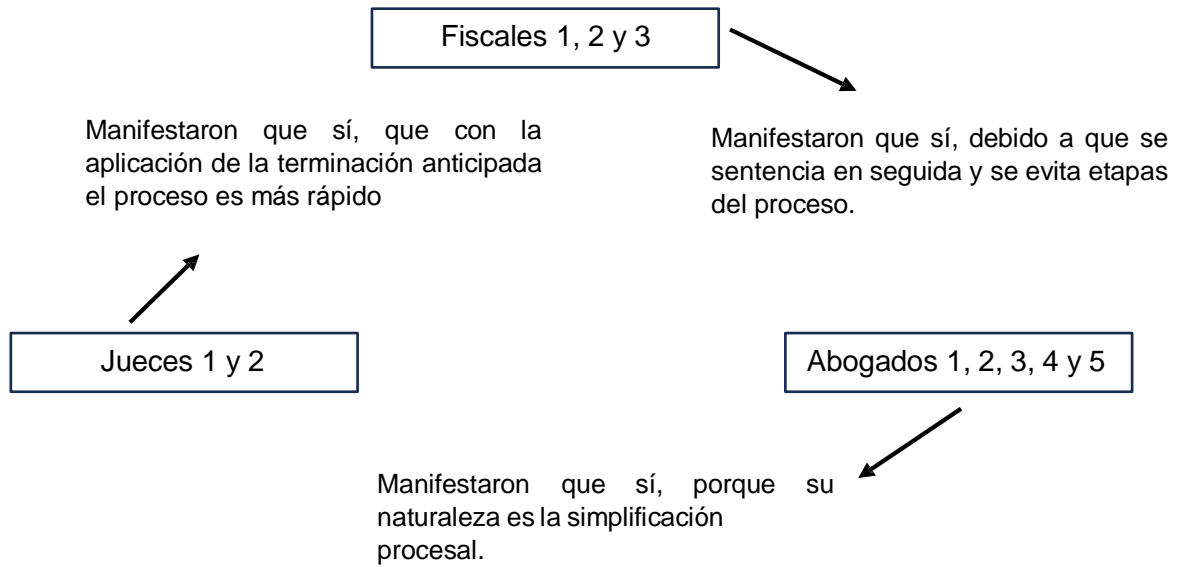 Fiscales 1, 2 y 3
Manifestaron que sí, que con la
aplicación de la terminación anticipada
el proceso es más rápido
Manifestaron que sí, debido a que se
sentencia en seguida y se evita etapas
del proceso.
Jueces 1 y 2
Abogados 1, 2, 3, 4 y 5
Manifestaron que sí, porque su
naturaleza es la simplificación
procesal.